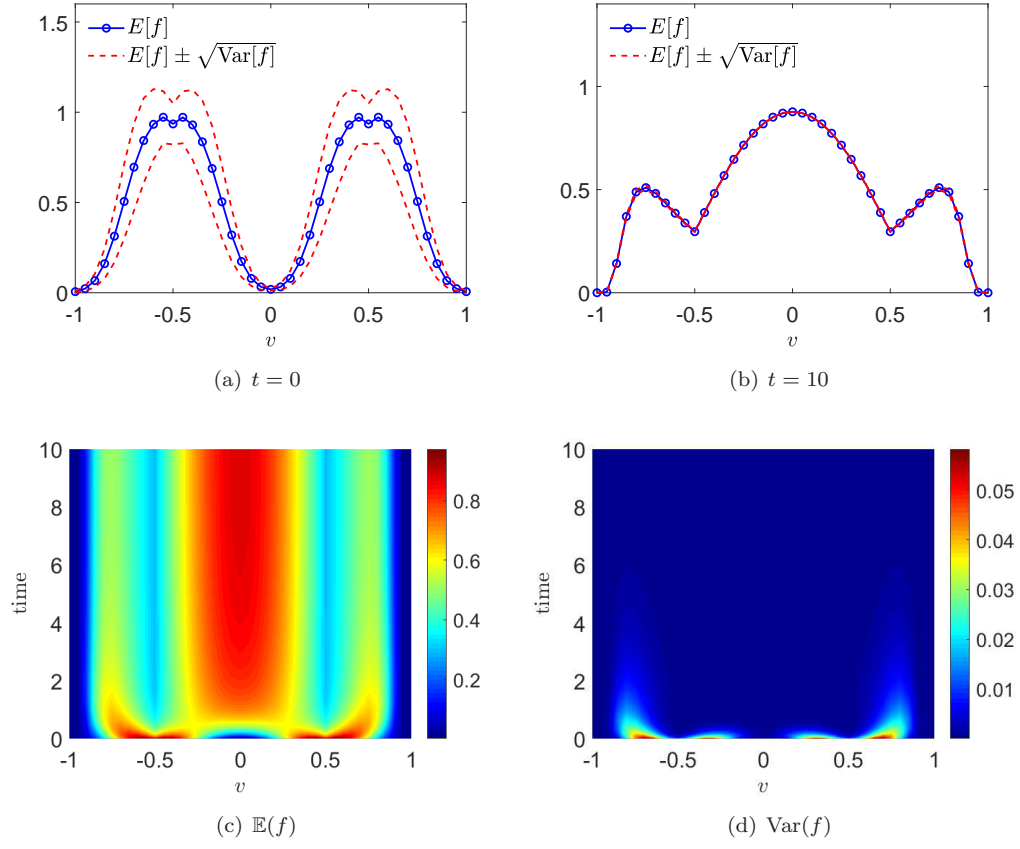 1.5
1
0.5
0
E[f]
E[f] ± √Var[f]
-1 -0.5 0 0.5 1
v
(a) t = 0
1
0.5
0
E[f]
E[f] ± √Var[f]
-1 -0.5 0 0.5 1
v
(b) t = 10
10
8
6
4
2
0
time
-1 -0.5 0 0.5 1
v
0.8
0.6
0.4
0.2
(c) 𝔼(f)
10
8
6
4
2
0
time
-1 -0.5 0 0.5 1
v
0.05
0.04
0.03
0.02
0.01
(d) Var(f)